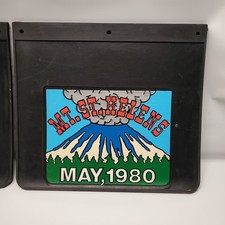 MT. ST. HELENS
MAY, 1980